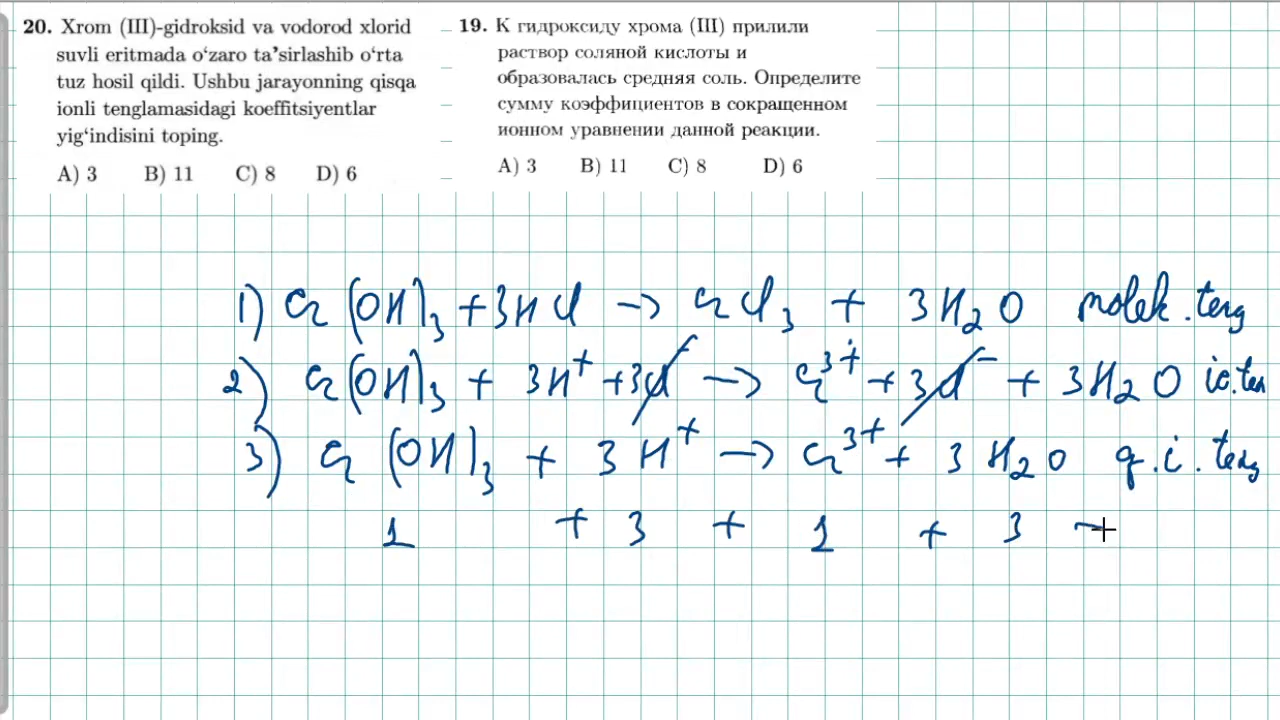 20. Xrom (III)-gidroksid va vodorod xlorid
suvli eritmada o‘zaro ta’sirlashib o‘rta
tuz hosil qildi. Ushbu jarayonning qisqa
ionli tenglamasidagi koeffitsiyentlar
yig‘indisini toping.
A) 3 B) 11 C) 8 D) 6
19. К гидроксиду хрома (III) прилили
раствор соляной кислоты и
образовалась средняя соль. Определите
сумму коэффициентов в сокращенном
ионном уравнении данной реакции.
A) 3 B) 11 C) 8 D) 6
1) Cr(OH)₃ + 3HCl → CrCl₃ + 3H₂O molek. teng
2) Cr(OH)₃ + 3H⁺ + 3Cl⁻ → Cr³⁺ + 3Cl⁻ + 3H₂O
3) Cr(OH)₃ + 3H⁺ → Cr³⁺ + 3H₂O q.i. teng
1 + 3 + 1 + 3